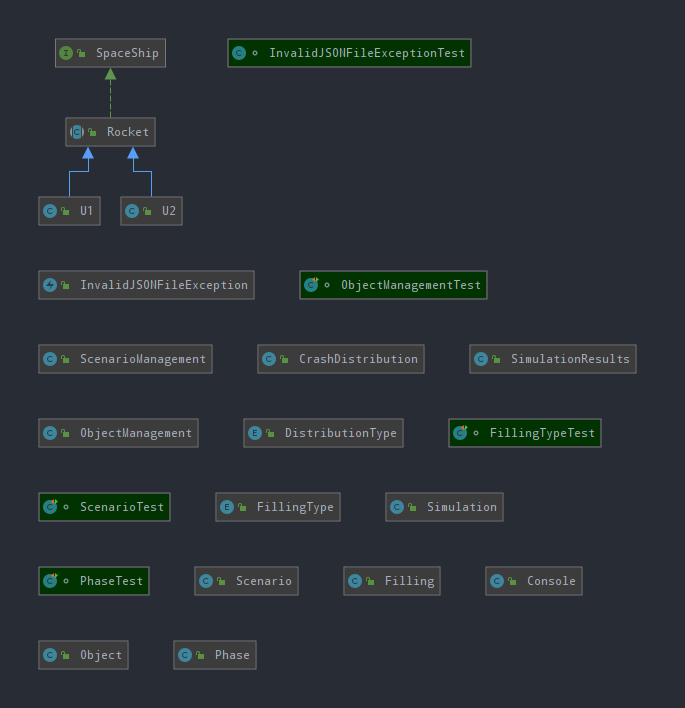 SpaceShip InvalidJSONFileExceptionTest
Rocket
U1 U2
InvalidJSONFileException ObjectManagementTest
ScenarioManagement CrashDistribution SimulationResults
ObjectManagement DistributionType FillingTypeTest
ScenarioTest FillingType Simulation
PhaseTest Scenario Filling Console
Object Phase